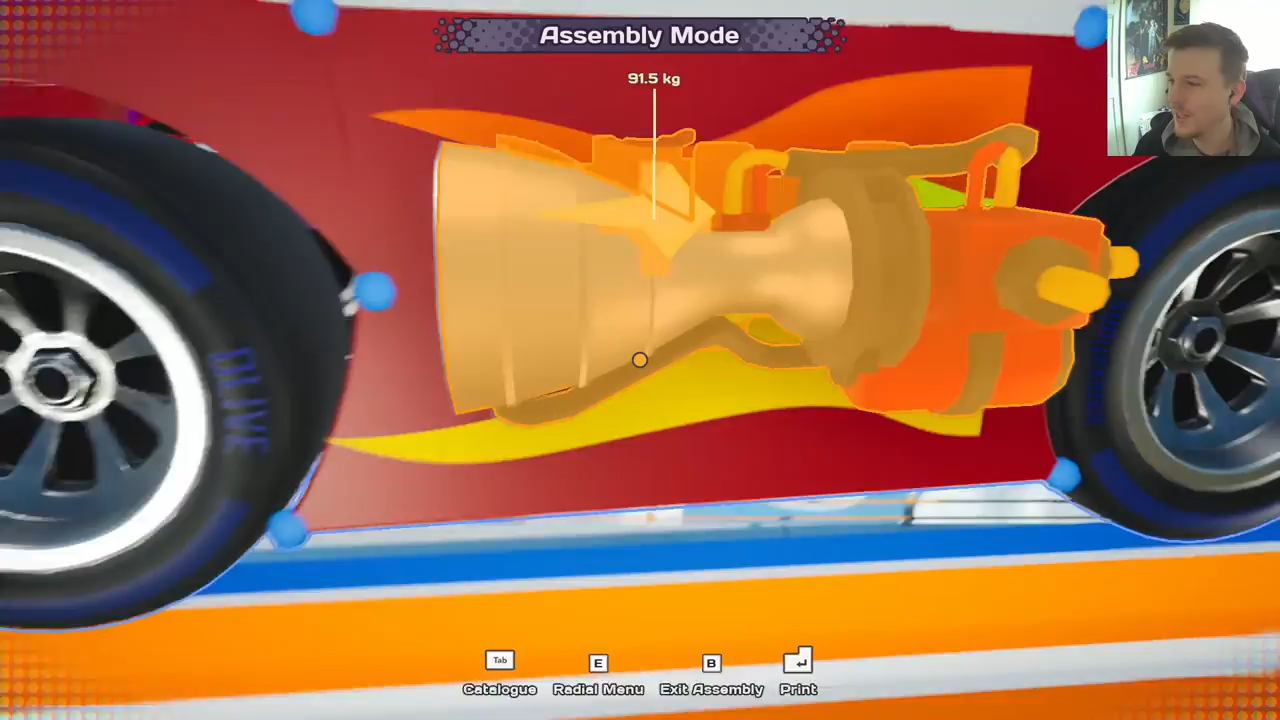 Assembly Mode
91.5 kg
Tab
E
B
Catalogue
Radial Menu
Exit Assembly
Print